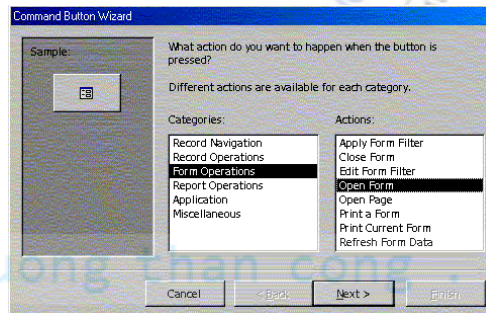 Command Button Wizard
Sample:
What action do you want to happen when the button is
pressed?
Different actions are available for each category.
Categories:
Actions:
Record Navigation
Record Operations
Form Operations
Report Operations
Application
Miscellaneous
Apply Form Filter
Close Form
Edit Form Filter
Open Form
Open Page
Print a Form
Print Current Form
Refresh Form Data
than cong .
Cancel
< Back
Next >
Finish